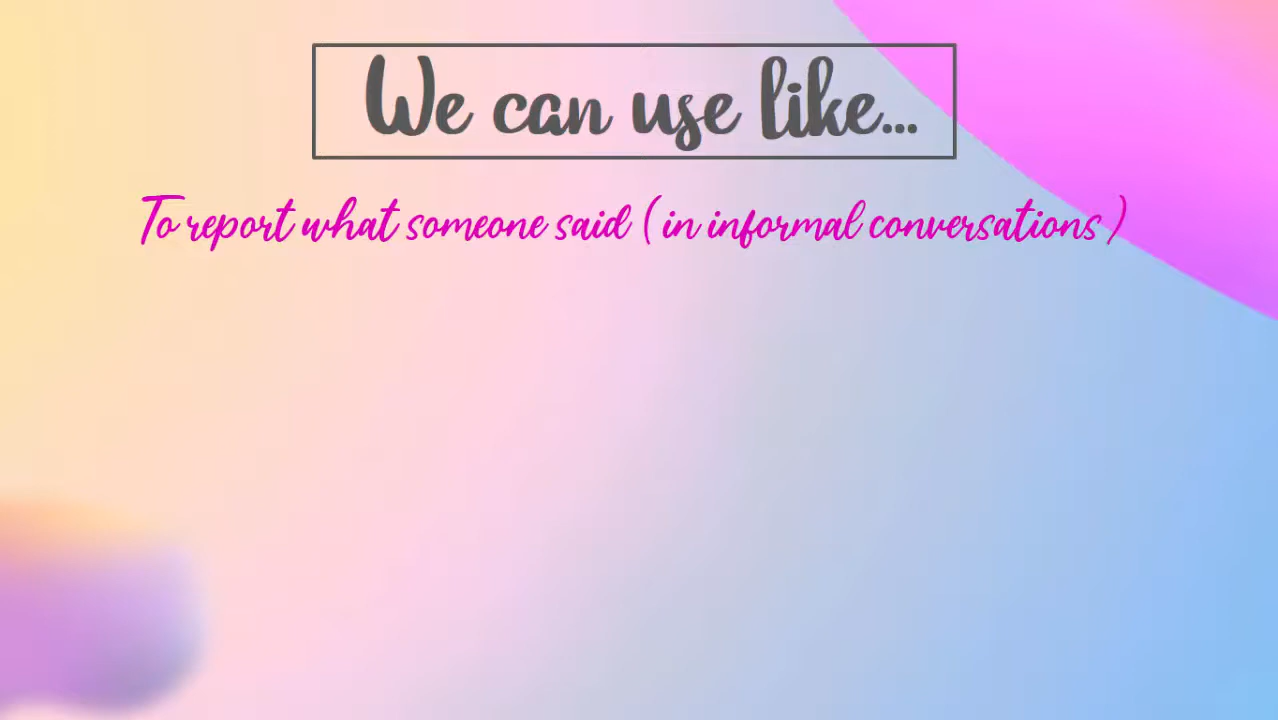 We can use like...
To report what someone said (in informal conversations)